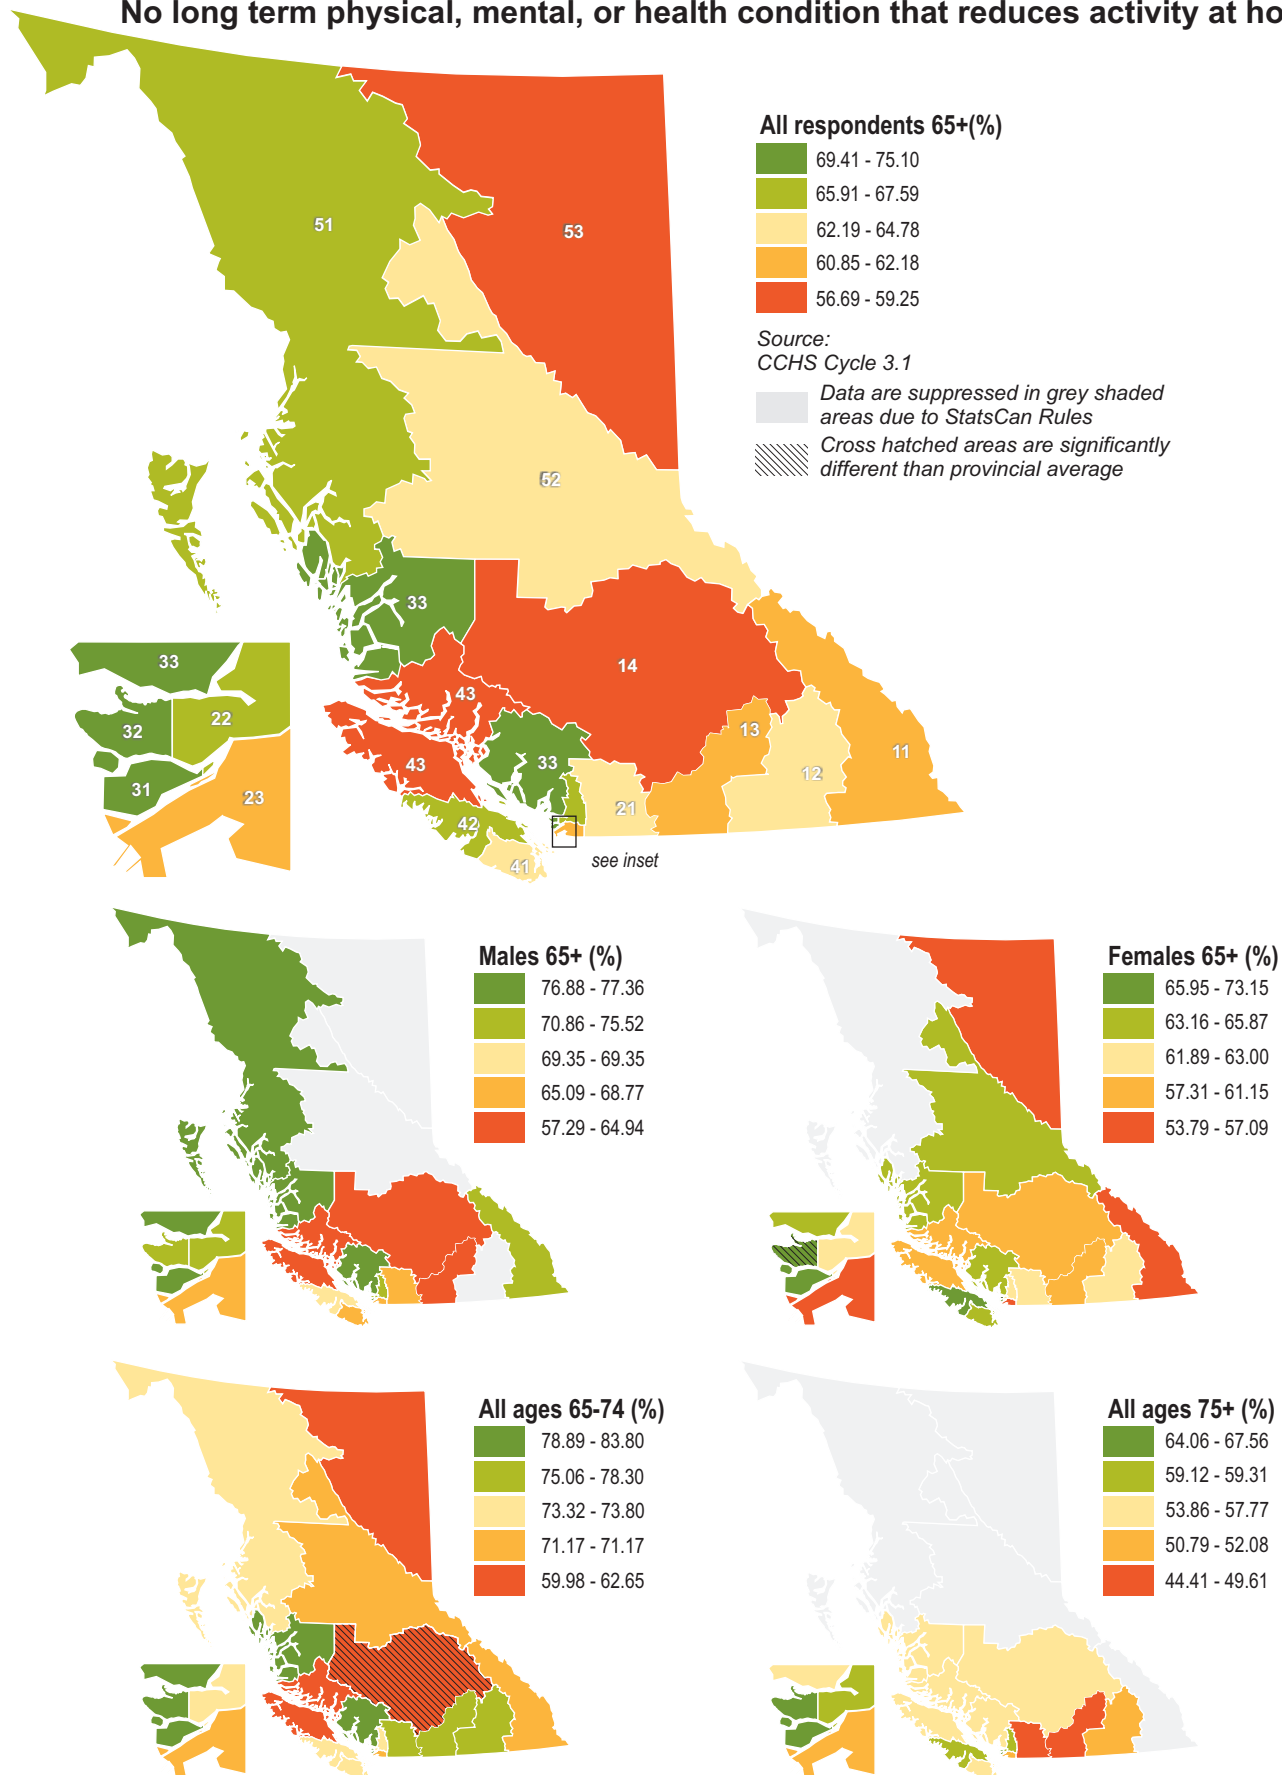 No long term physical, mental, or health condition that reduces activity at ho
All respondents 65+(%)
69.41 - 75.10
65.91 - 67.59
62.19 - 64.78
60.85 - 62.18
56.69 - 59.25
Source:
CCHS Cycle 3.1
Data are suppressed in grey shaded
areas due to StatsCan Rules
Cross hatched areas are significantly
different than provincial average
51
53
52
33
14
43
13
11
43
33
12
21
42
41
see inset
33
32
22
31
23
Males 65+ (%)
76.88 - 77.36
70.86 - 75.52
69.35 - 69.35
65.09 - 68.77
57.29 - 64.94
Females 65+ (%)
65.95 - 73.15
63.16 - 65.87
61.89 - 63.00
57.31 - 61.15
53.79 - 57.09
All ages 65-74 (%)
78.89 - 83.80
75.06 - 78.30
73.32 - 73.80
71.17 - 71.17
59.98 - 62.65
All ages 75+ (%)
64.06 - 67.56
59.12 - 59.31
53.86 - 57.77
50.79 - 52.08
44.41 - 49.61